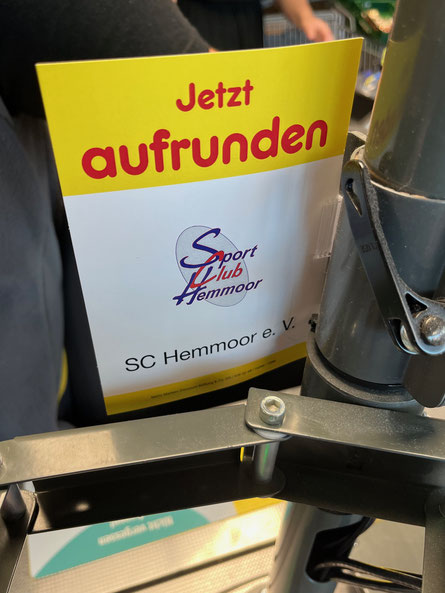 Jetzt
aufrunden
Sport
Club
Hemmoor
SC Hemmoor e. V.